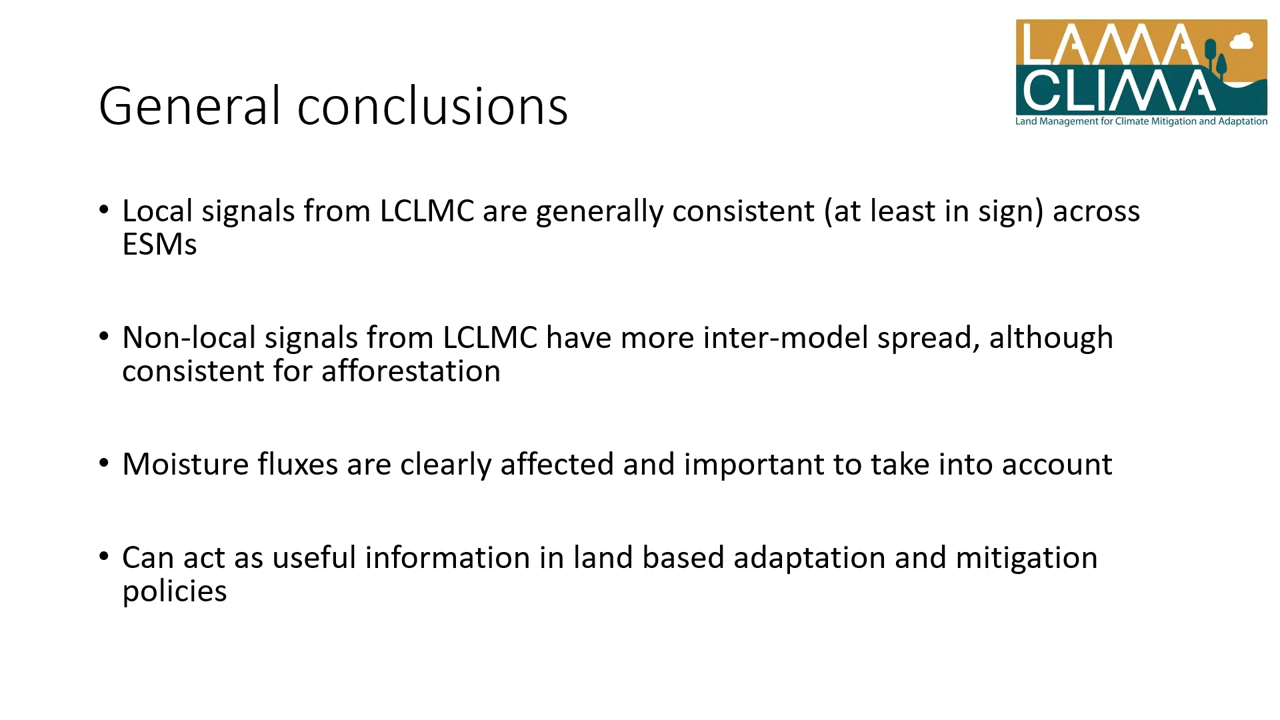 LAMA
CLIMA
Land Management for Climate Mitigation and Adaptation
General conclusions
• Local signals from LCLMC are generally consistent (at least in sign) across
ESMs
• Non-local signals from LCLMC have more inter-model spread, although
consistent for afforestation
• Moisture fluxes are clearly affected and important to take into account
• Can act as useful information in land based adaptation and mitigation
policies